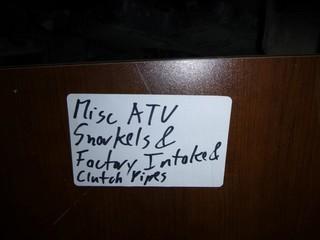 Misc ATV
Snorkels &
Factory Intake &
Clutch Pipes